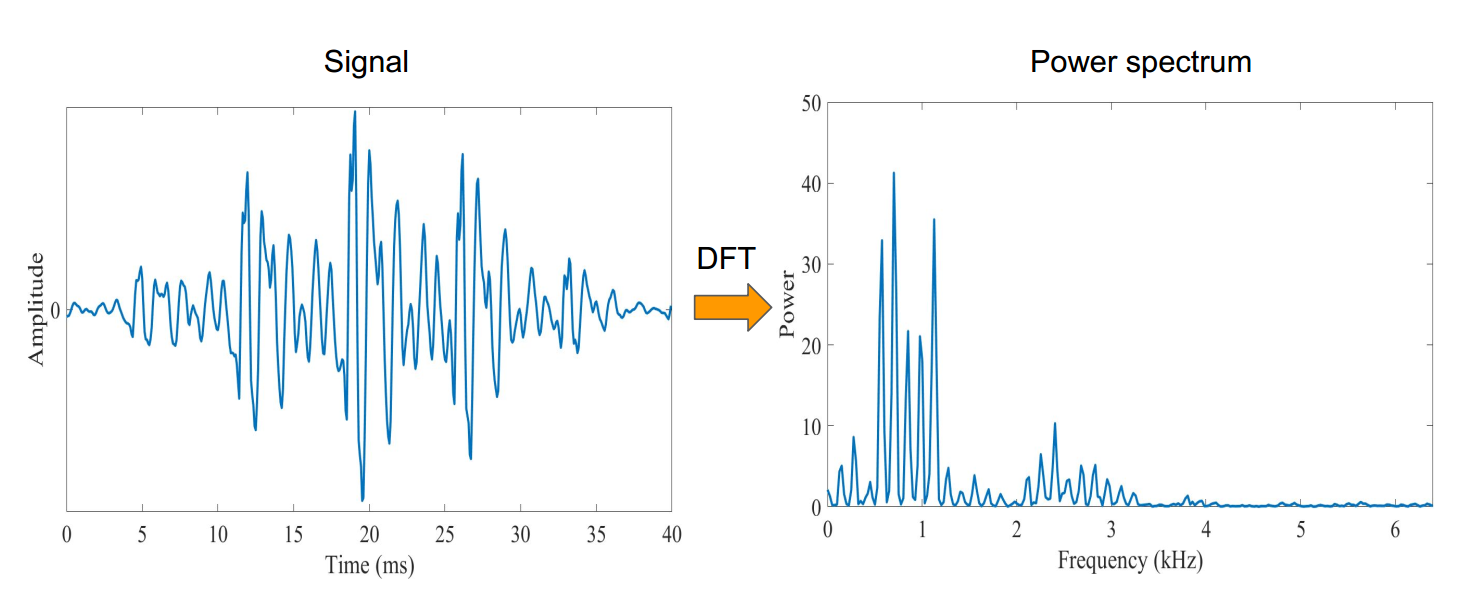 Signal
Power spectrum
Amplitude
0
0 5 10 15 20 25 30 35 40
Time (ms)
DFT
Power
50
40
30
20
10
0
0 1 2 3 4 5 6
Frequency (kHz)